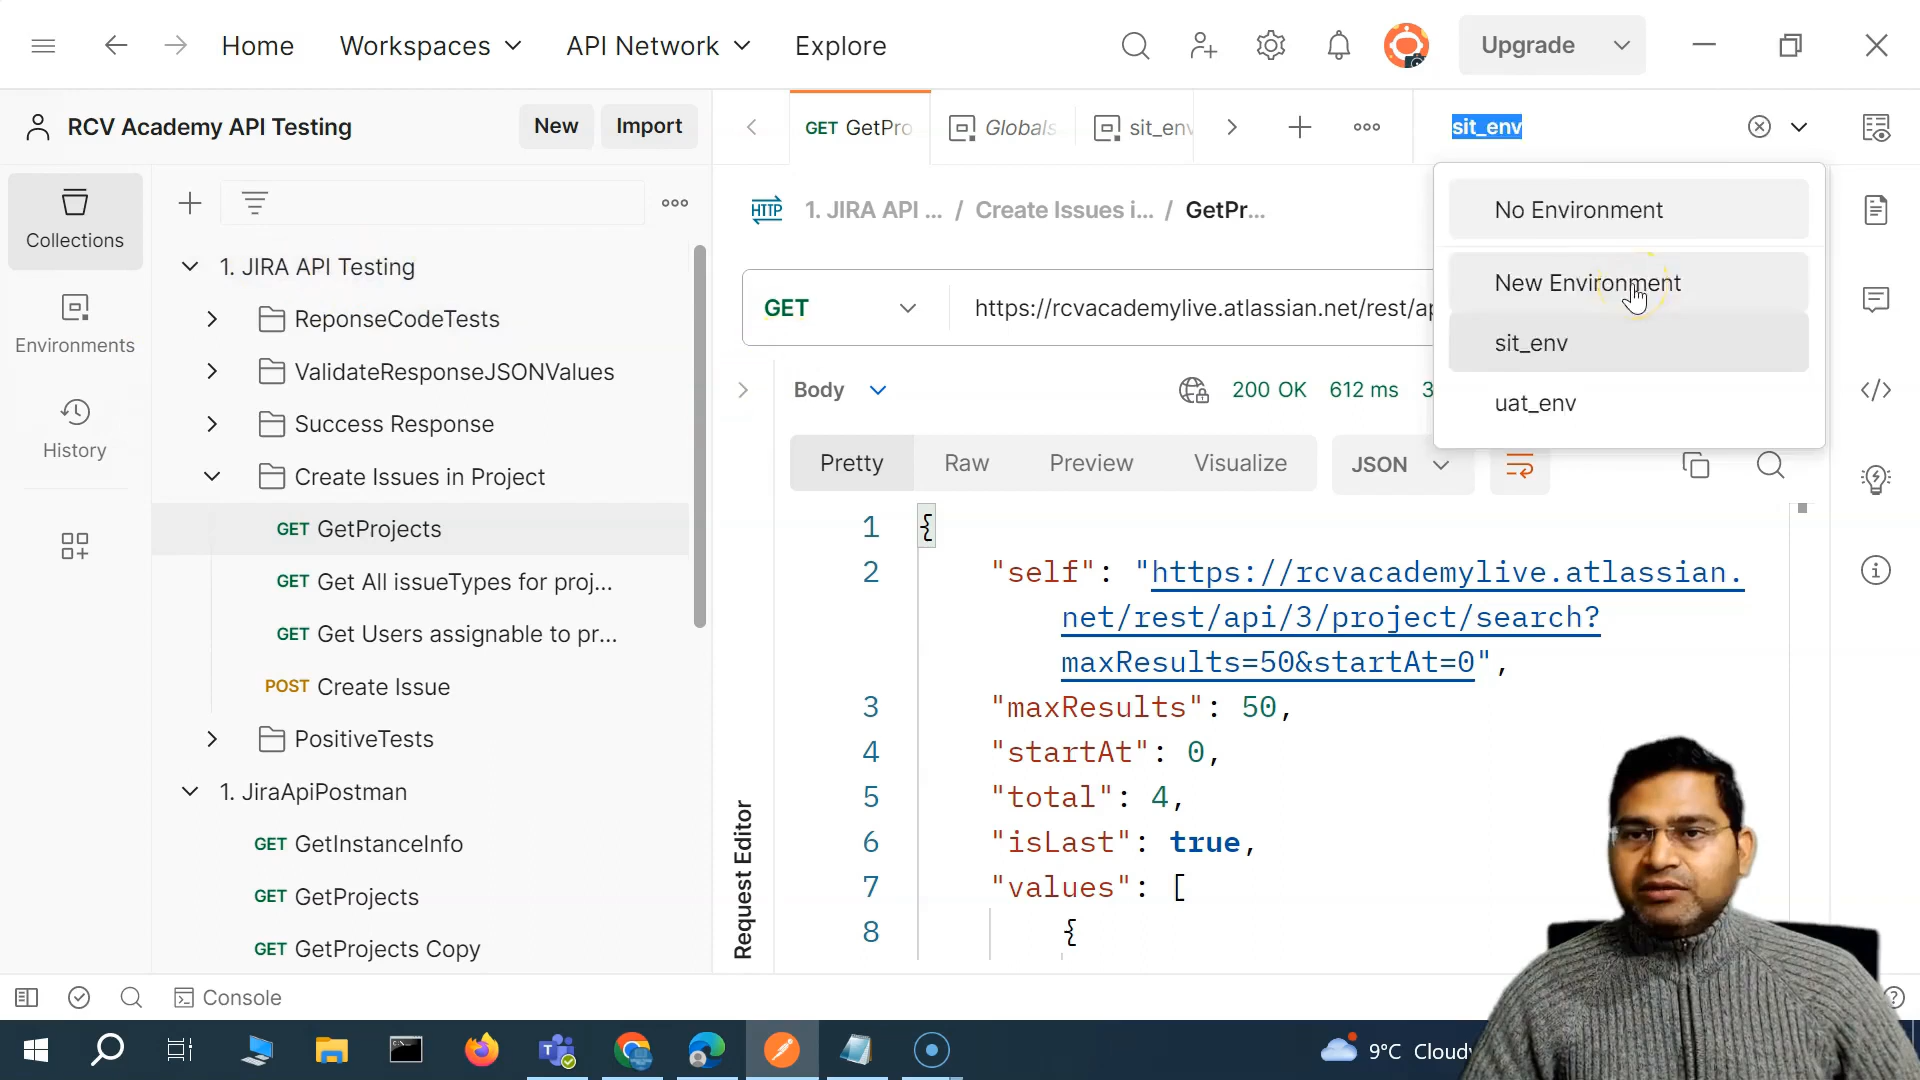 Home
Workspaces
API Network
Explore
Upgrade
RCV Academy API Testing
New
Import
GET GetPro
Globals
sit_env
sit_env
Collections
Environments
History
1. JIRA API Testing
ReponseCodeTests
ValidateResponseJSONValues
Success Response
Create Issues in Project
GET GetProjects
GET Get All issueTypes for proj...
GET Get Users assignable to pr...
POST Create Issue
PositiveTests
1. JiraApiPostman
GET GetInstanceInfo
GET GetProjects
GET GetProjects Copy
HTTP
1. JIRA API ... / Create Issues i... / GetPr...
GET
https://rcvacademylive.atlassian.net/rest/ap
No Environment
New Environment
sit_env
uat_env
Body
200 OK
612 ms
3
Pretty
Raw
Preview
Visualize
JSON
Request Editor
1 {
2 "self": "https://rcvacademylive.atlassian.
net/rest/api/3/project/search?
maxResults=50&startAt=0",
3 "maxResults": 50,
4 "startAt": 0,
5 "total": 4,
6 "isLast": true,
7 "values": [
8 {
Console
9°C Cloudy